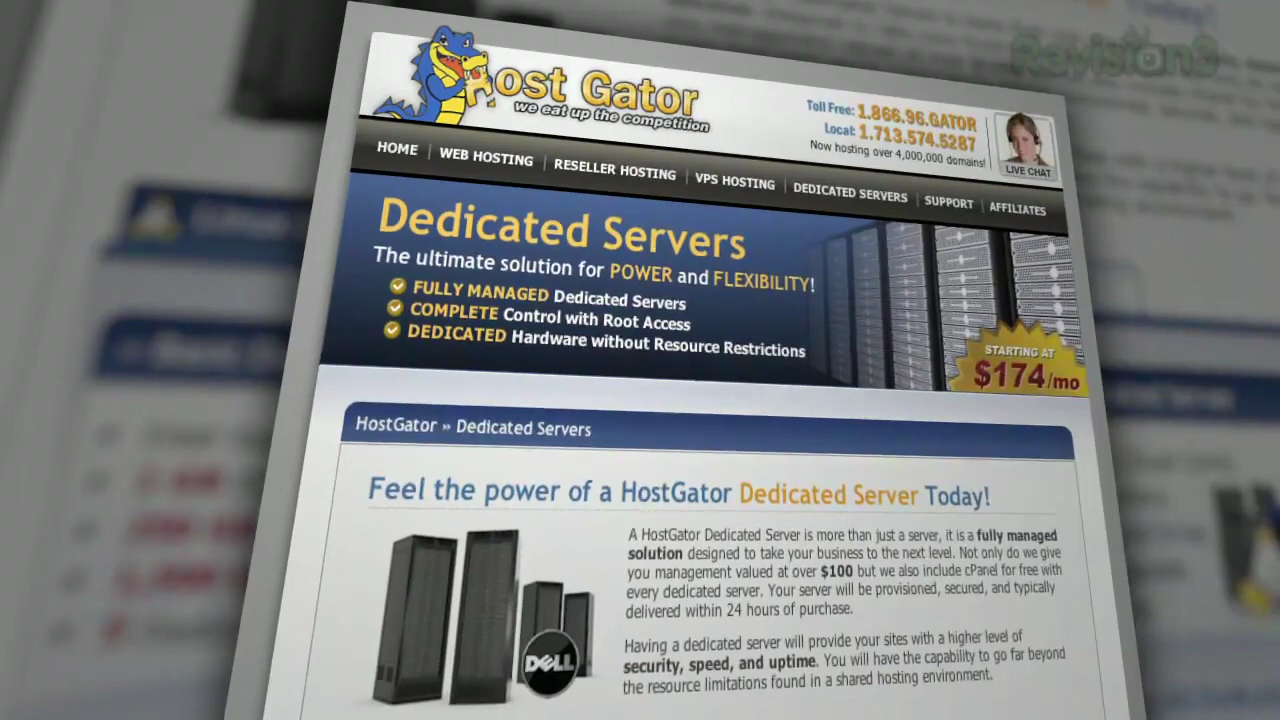 Revision3
Host Gator
we eat up the competition
Toll Free: 1.866.96.GATOR
Local: 1.713.574.5287
Now hosting over 4,000,000 domains!
LIVE CHAT
HOME | WEB HOSTING | RESELLER HOSTING | VPS HOSTING | DEDICATED SERVERS | SUPPORT | AFFILIATES
Dedicated Servers
The ultimate solution for POWER and FLEXIBILITY!
FULLY MANAGED Dedicated Servers
COMPLETE Control with Root Access
DEDICATED Hardware without Resource Restrictions
STARTING AT
$174/mo
HostGator » Dedicated Servers
Feel the power of a HostGator Dedicated Server Today!
A HostGator Dedicated Server is more than just a server, it is a fully managed
solution designed to take your business to the next level. Not only do we give
you management valued at over $100 but we also include cPanel for free with
every dedicated server. Your server will be provisioned, secured, and typically
delivered within 24 hours of purchase.
Having a dedicated server will provide your sites with a higher level of
security, speed, and uptime. You will have the capability to go far beyond
the resource limitations found in a shared hosting environment.
DELL